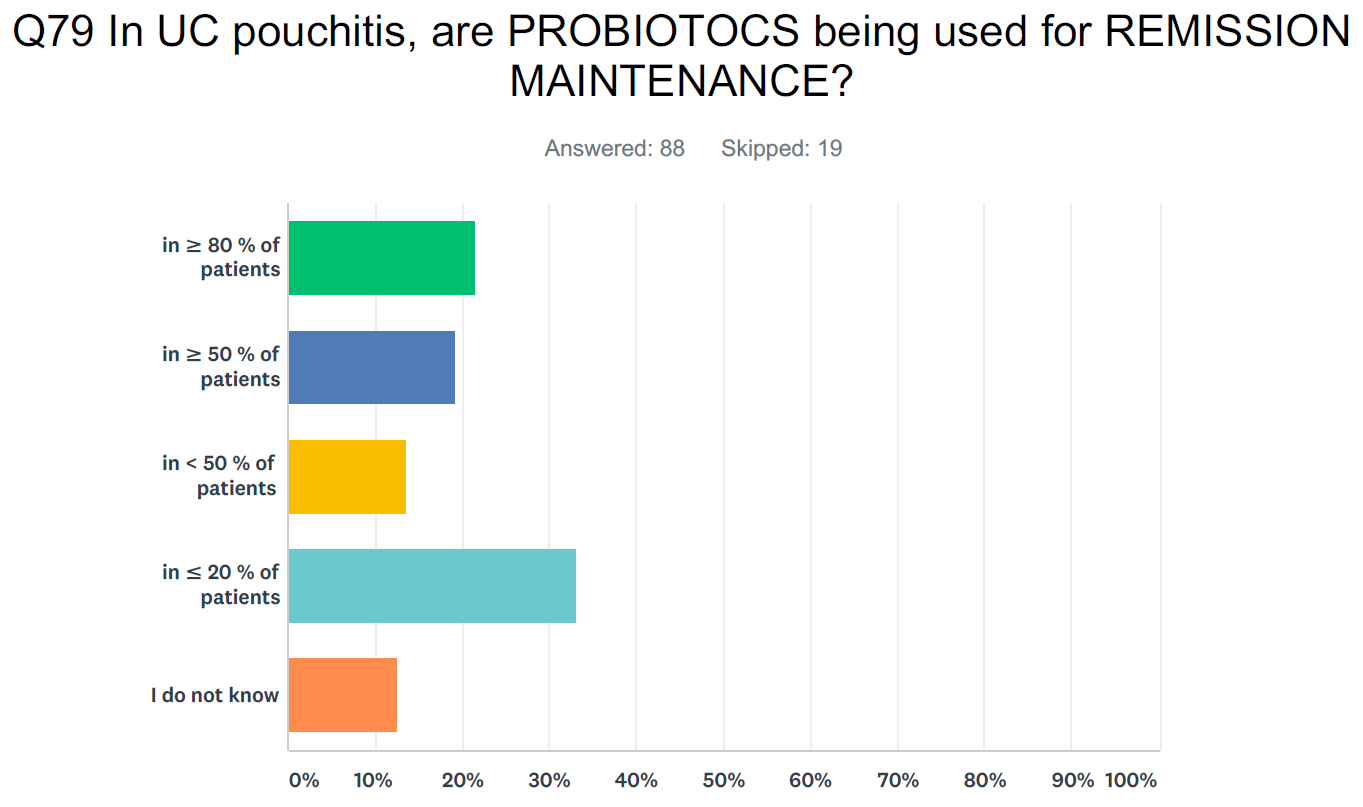 Q79 In UC pouchitis, are PROBIOTOCS being used for REMISSION
MAINTENANCE?
Answered: 88 Skipped: 19
in ≥ 80 % of
patients
in ≥ 50 % of
patients
in < 50 % of
patients
in ≤ 20 % of
patients
I do not know
0% 10% 20% 30% 40% 50% 60% 70% 80% 90% 100%